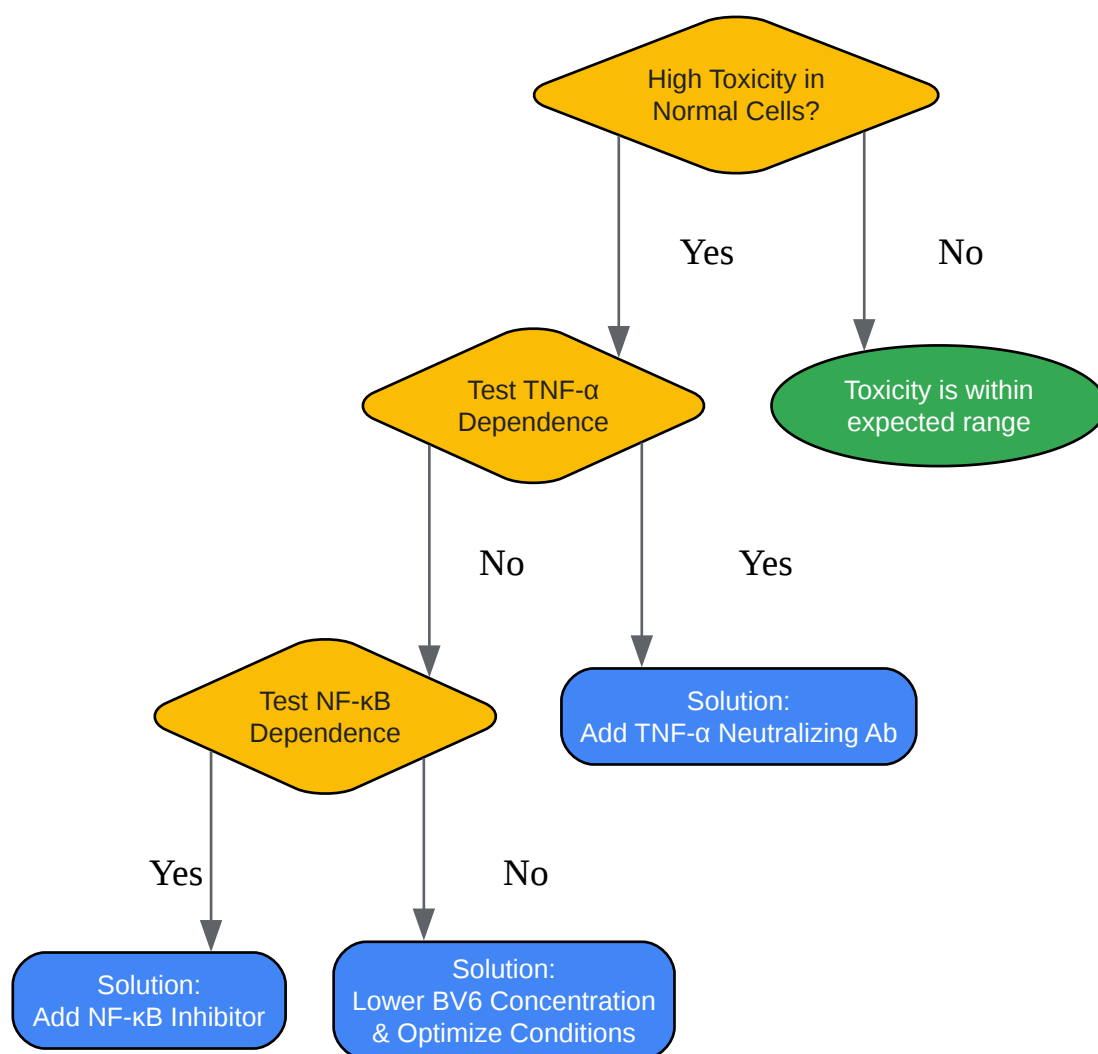 High Toxicity in
Normal Cells?
Yes
No
Test TNF-α
Dependence
Toxicity is within
expected range
No
Yes
Test NF-κB
Dependence
Solution:
Add TNF-α Neutralizing Ab
Yes
No
Solution:
Add NF-κB Inhibitor
Solution:
Lower BV6 Concentration
& Optimize Conditions